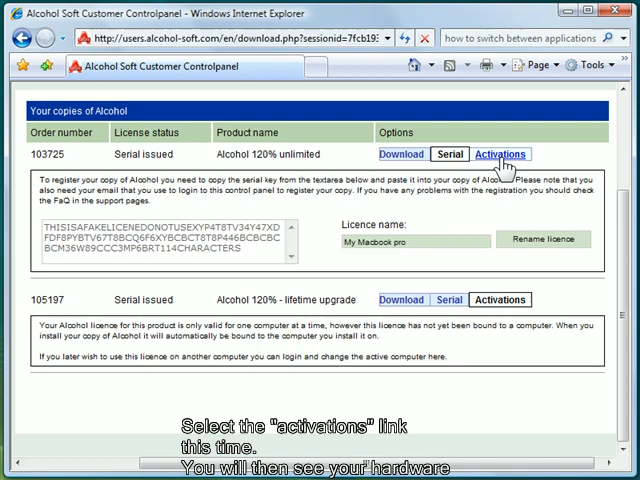 Alcohol Soft Customer Controlpanel - Windows Internet Explorer
http://users.alcohol-soft.com/en/download.php?sessionid=7fcb193
how to switch between applications
Alcohol Soft Customer Controlpanel
Page
Tools
Your copies of Alcohol
Order number License status Product name Options
103725 Serial issued Alcohol 120% unlimited Download Serial Activations
To register your copy of Alcohol you need to copy the serial key from the textarea below and paste it into your copy of Alcohol. Please note that you
also need your email that you use to login to this control panel to register your copy. If you have any problems with the registration you should check
the FaQ in the support pages.
THISISAFAKELICENEDONOTUSEXYP4T8TV34Y47XD
FDF8PYBTV67T8BCQ6F6XYBCBCT8T8P446BCBCBC
BCM36W89CCC3MP6BRT114CHARACTERS
Licence name:
My Macbook pro
Rename licence
105197 Serial issued Alcohol 120% - lifetime upgrade Download Serial Activations
Your Alcohol licence for this product is only valid for one computer at a time, however this licence has not yet been bound to a computer. When you
install your copy of Alcohol it will automatically be bound to the computer you install it on.
If you later wish to use this licence on another computer you can login and change the active computer here.
Select the "activations" link
this time.
You will then see your hardware